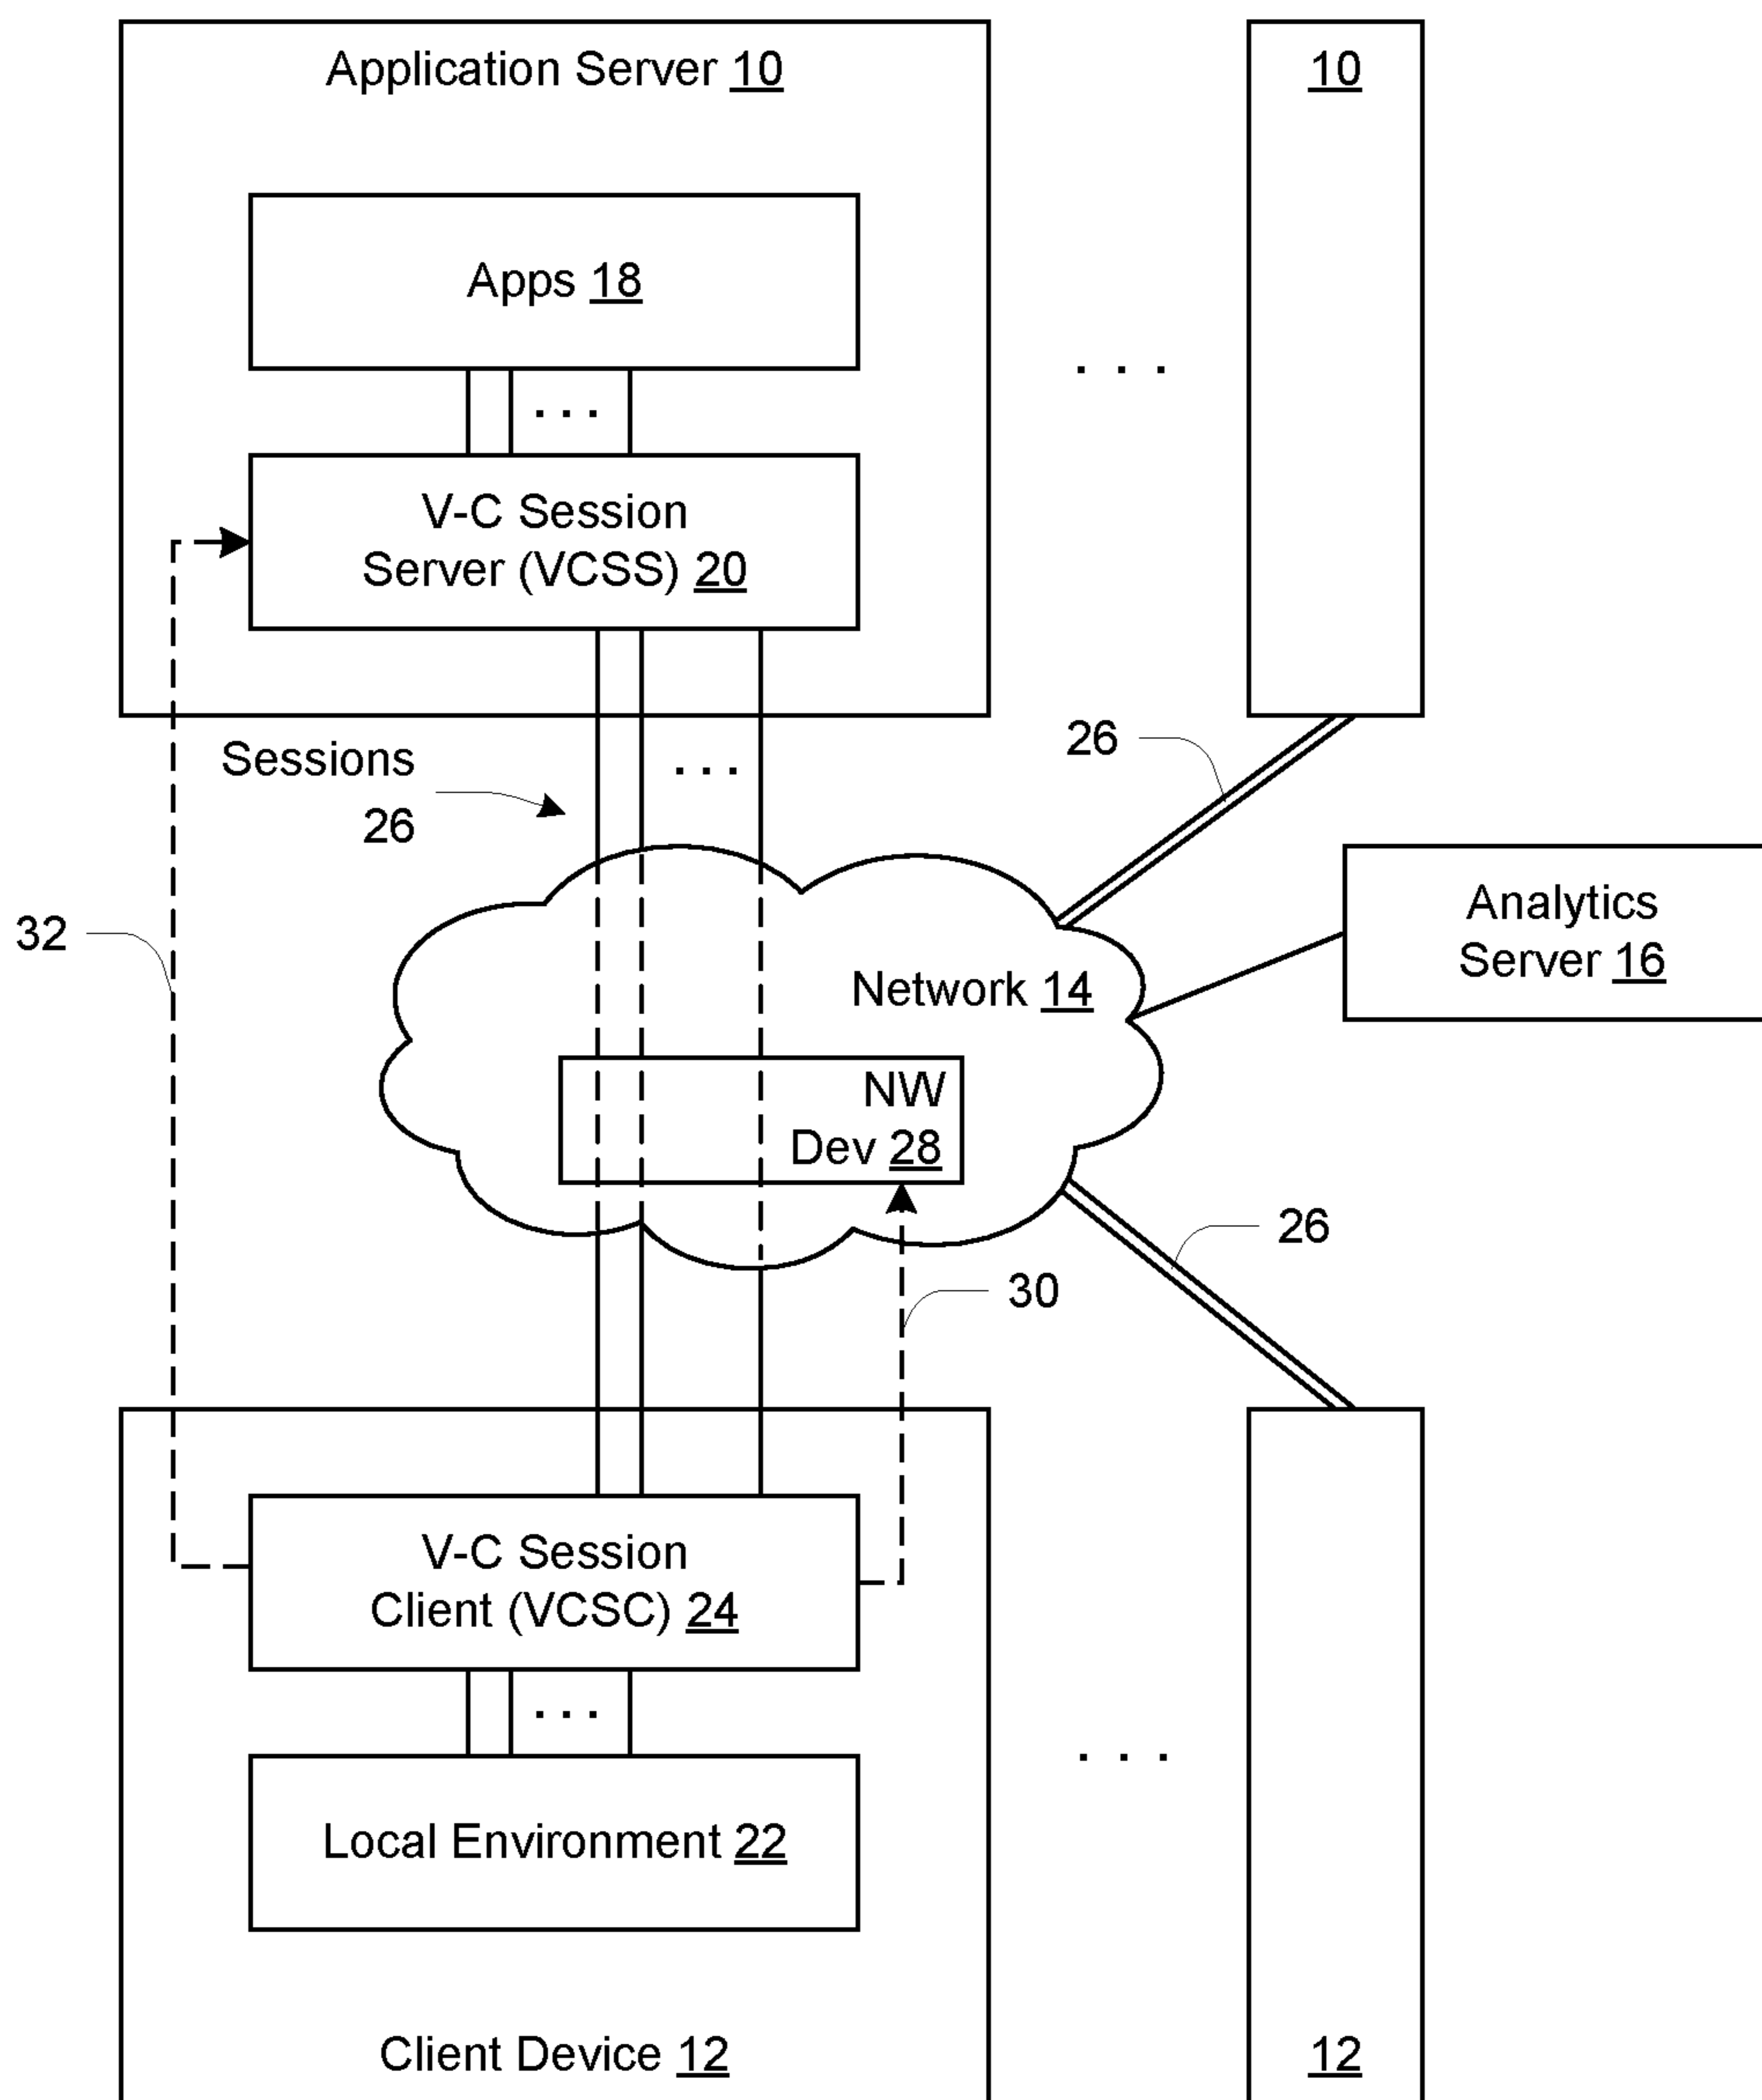 Application Server 10
10
Apps 18
. . .
. . .
V-C Session
Server (VCSS) 20
Sessions
26
. . .
26
32
Analytics
Server 16
Network 14
NW
Dev 28
26
30
V-C Session
Client (VCSC) 24
. . .
. . .
Local Environment 22
Client Device 12
12